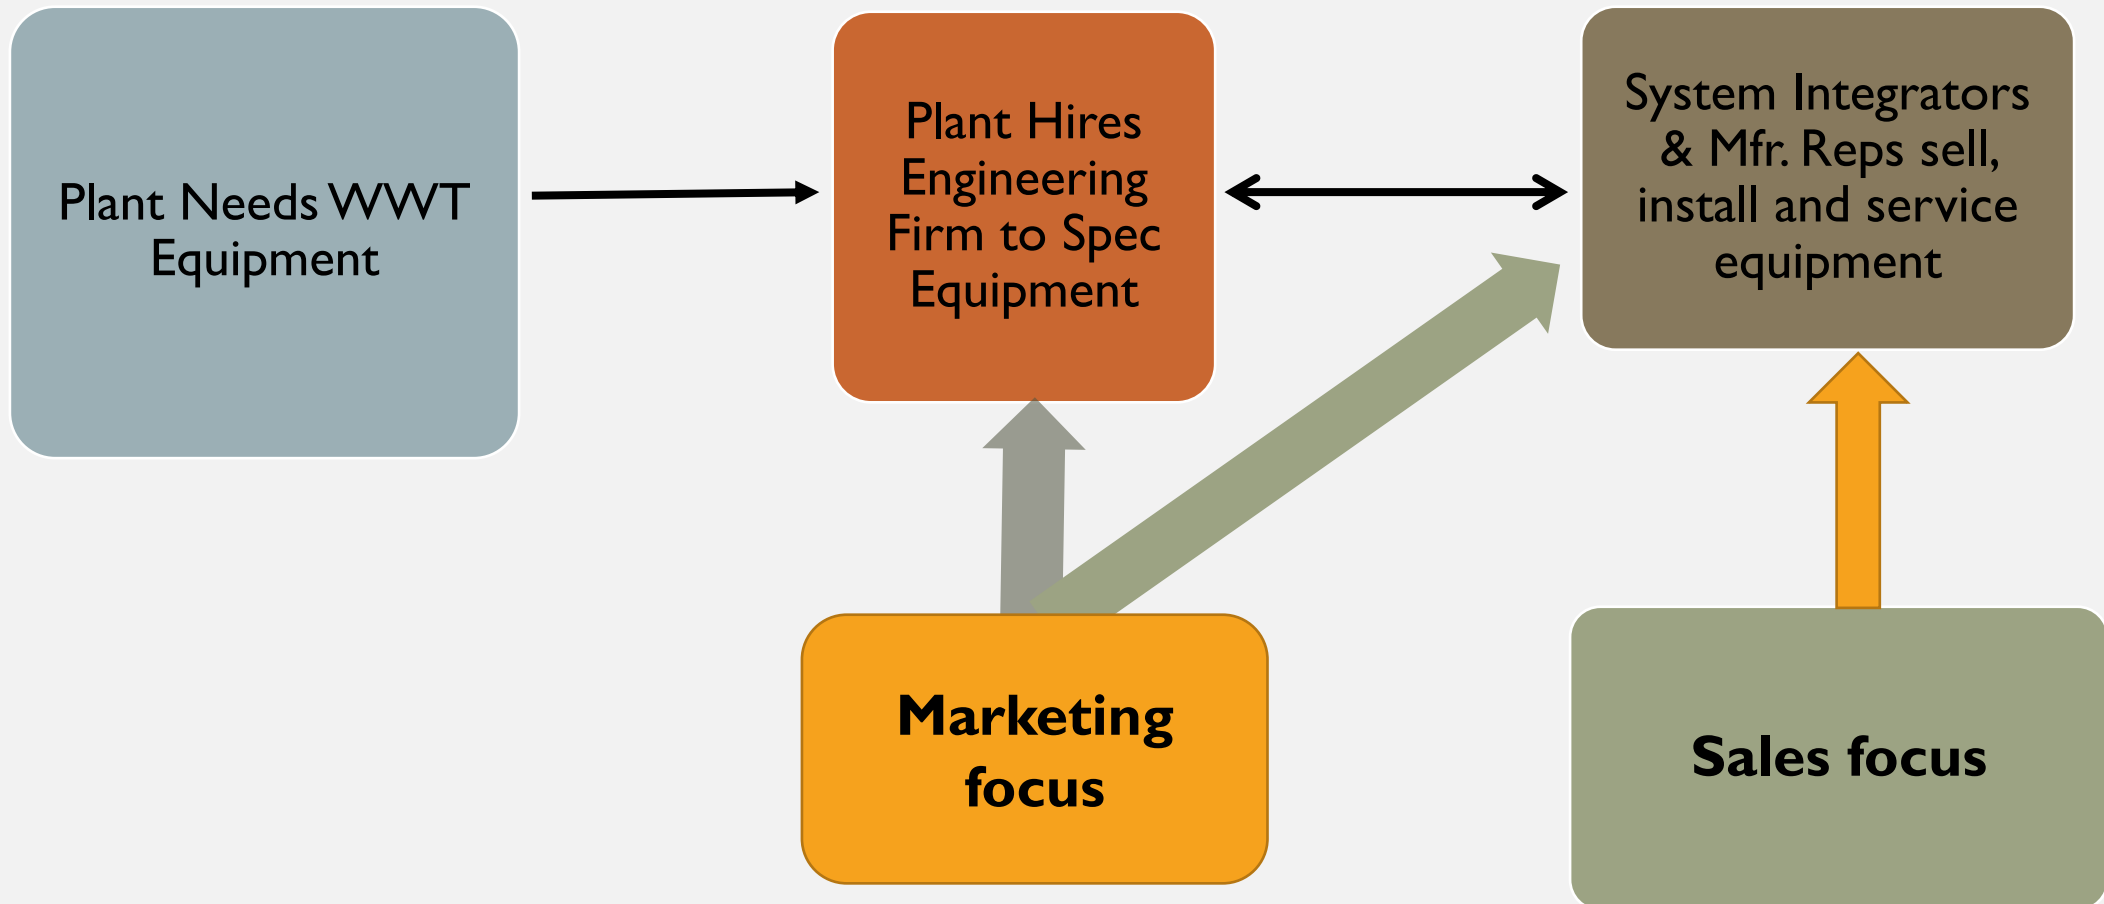 Plant Needs WWT
Equipment
Plant Hires
Engineering
Firm to Spec
Equipment
System Integrators
& Mfr. Reps sell,
install and service
equipment
Marketing
focus
Sales focus